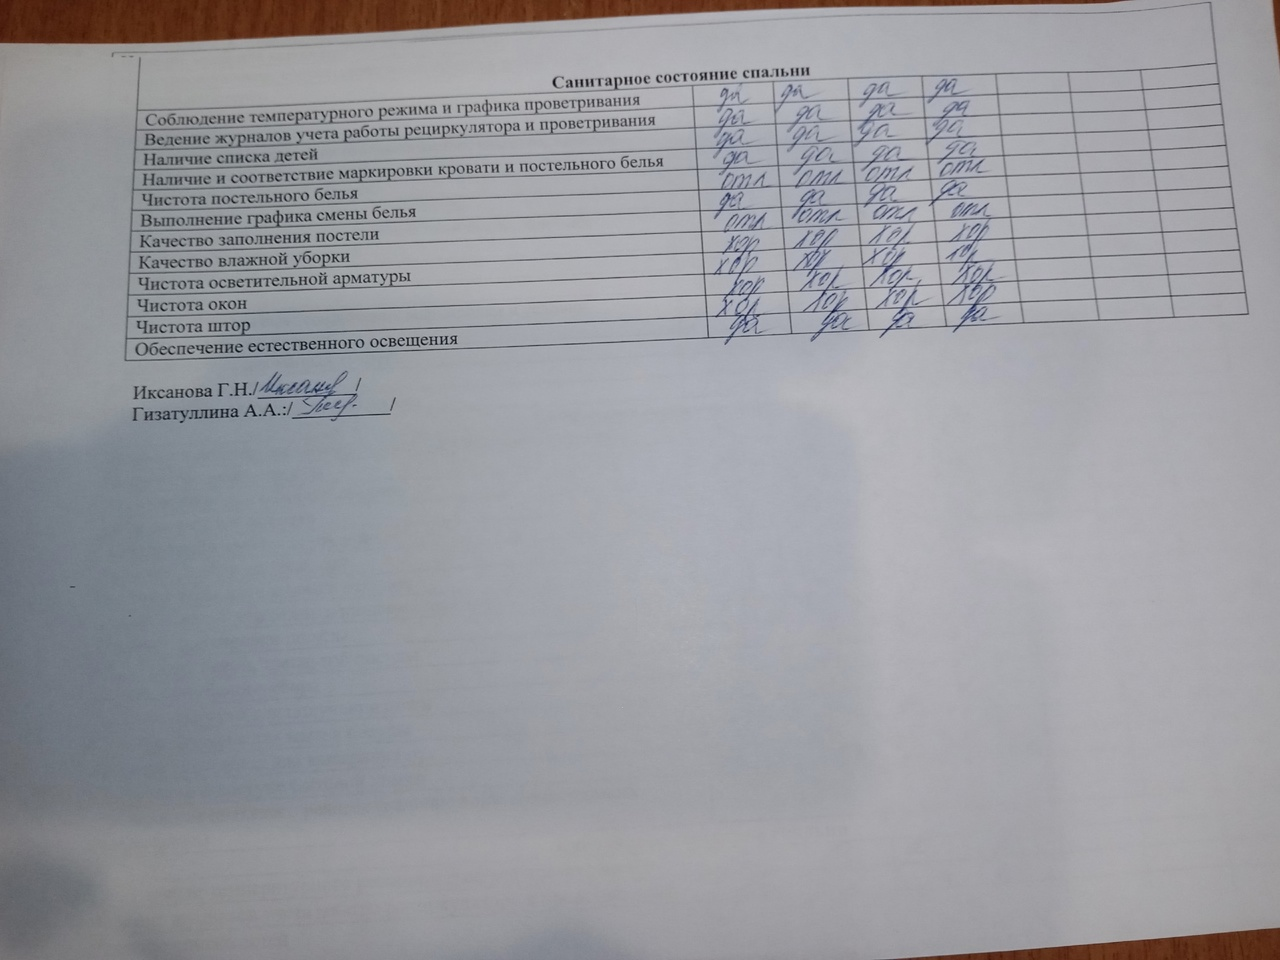 Санитарное состояние спальни
Соблюдение температурного режима и графика проветривания да да да да
Ведение журналов учета работы рециркулятора и проветривания да да да да
Наличие списка детей да да да да
Наличие и соответствие маркировки кровати и постельного белья да да да да
Чистота постельного белья отл отл отл отл
Выполнение графика смены белья да да да да
Качество заполнения постели отл отл отл отл
Качество влажной уборки хор хор хор хор
Чистота осветительной арматуры хор хор хор хор
Чистота окон хор хор хор хор
Чистота штор хор хор хор хор
Обеспечение естественного освещения да да да да
Иксанова Г.Н./ /
Гизатуллина А.А.:/ /